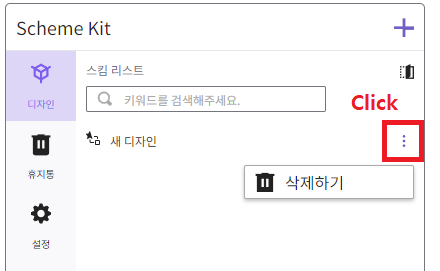 Scheme Kit
스킴 리스트
디자인
키워드를 검색해주세요.
Click
새 디자인
휴지통
삭제하기
설정